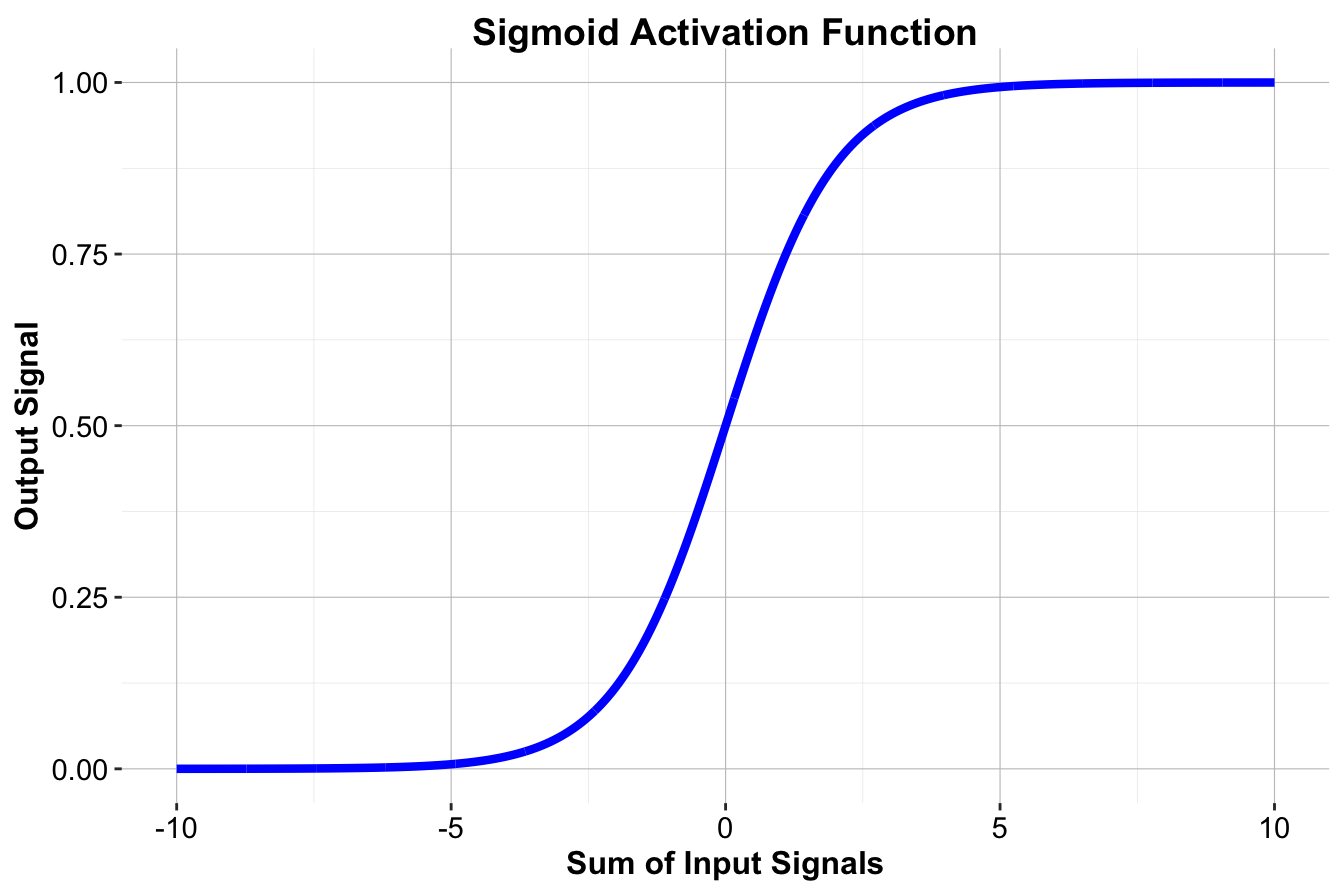 Sigmoid Activation Function
1.00
0.75
0.50
0.25
0.00
Output Signal
-10 -5 0 5 10
Sum of Input Signals